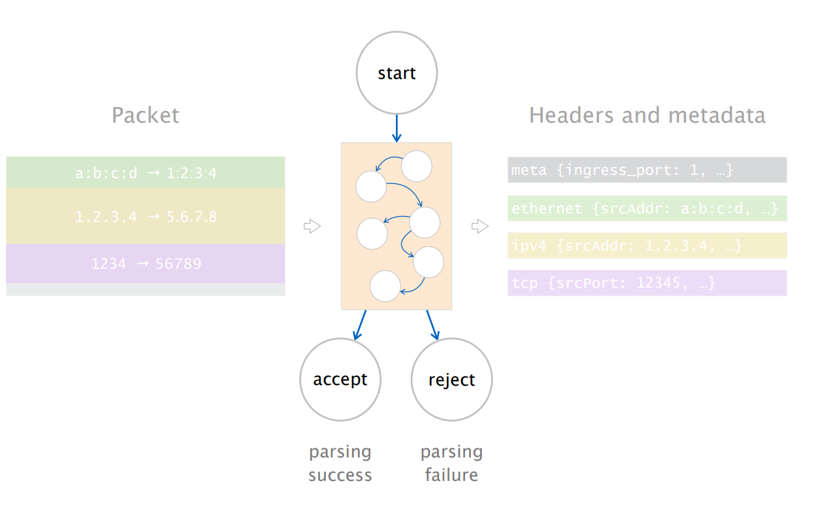 start
Packet
Headers and metadata
a:b:c:d → 1:2:3:4
1.2.3.4 → 5.6.7.8
1234 → 56789
meta {ingress_port: 1, …}
ethernet {srcAddr: a:b:c:d, …}
ipv4 {srcAddr: 1.2.3.4, …}
tcp {srcPort: 12345, …}
accept
reject
parsing
success
parsing
failure